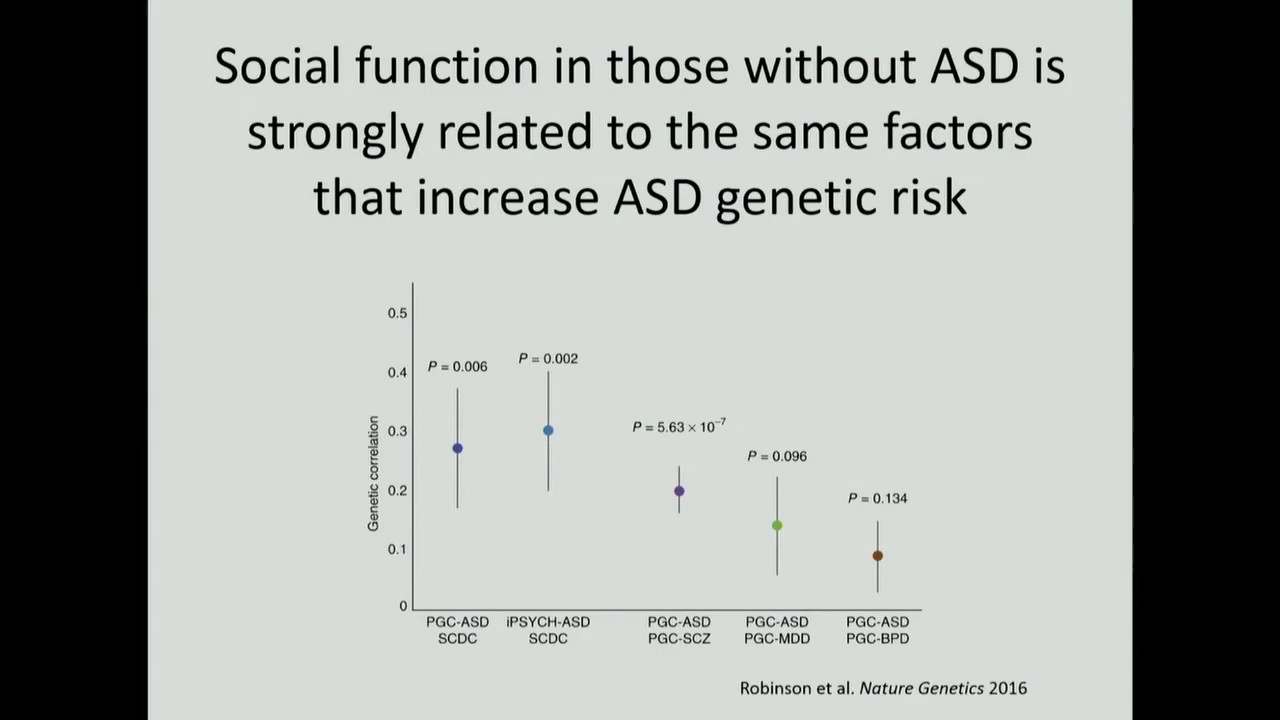 Social function in those without ASD is
strongly related to the same factors
that increase ASD genetic risk
0.5
0.4
0.3
0.2
0.1
0
Genetic correlation
P = 0.006
P = 0.002
P = 5.63 × 10⁻⁷
P = 0.096
P = 0.134
PGC-ASD
SCDC
iPSYCH-ASD
SCDC
PGC-ASD
PGC-SCZ
PGC-ASD
PGC-MDD
PGC-ASD
PGC-BPD
Robinson et al. Nature Genetics 2016